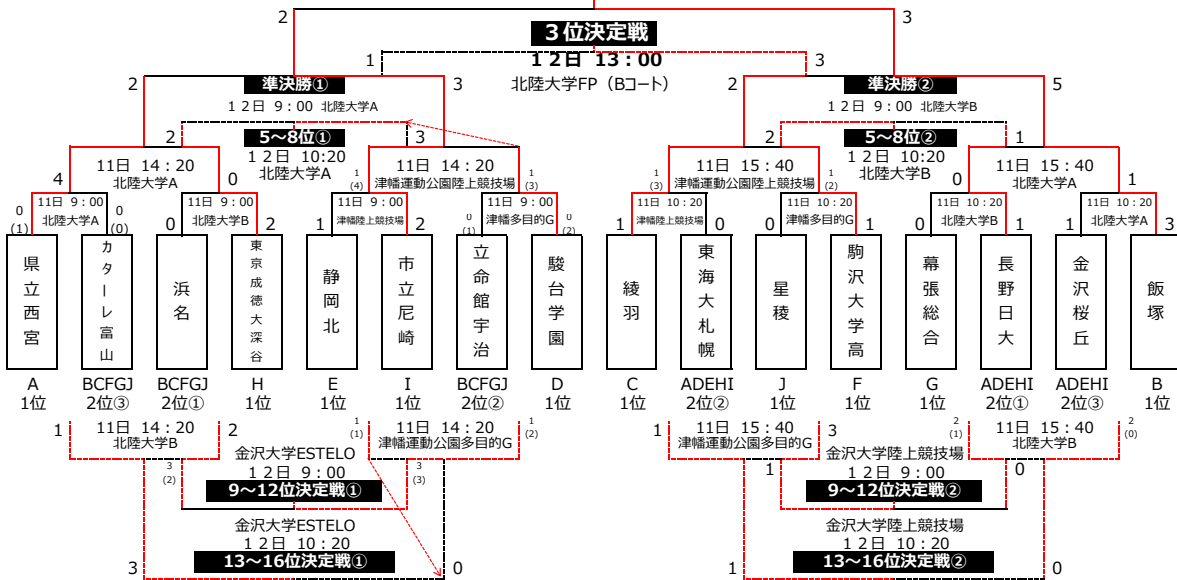 2 3
3位決定戦
1 12日 13：00 3
北陸大学FP（Bコート）
2 準決勝① 3 2 準決勝② 5
12日 9：00 北陸大学A 12日 9：00 北陸大学B
2 5～8位① 3 2 5～8位② 1
12日 10:20 12日 10:20
北陸大学A 北陸大学B
11日 14：20 11日 14：20 11日 15：40 11日 15：40
北陸大学A 津幡運動公園陸上競技場 津幡運動公園陸上競技場 北陸大学A
4 0 1(4) 1(3) 1(3) 1(2) 0 1
11日 9：00 11日 9：00 11日 9：00 11日 9：00 11日 10：20 11日 10：20 11日 10：20 11日 10：20
北陸大学A 北陸大学B 津幡陸上競技場 津幡多目的G 津幡陸上競技場 津幡多目的G 北陸大学B 北陸大学A
0(1) 0(0) 0 2 1 2 0(1) 0(2) 1 0 0 1 0 1 1 3
県立西宮
カターレ富山
浜名
東京成徳大深谷
静岡北
市立尼崎
立命館宇治
駿台学園
綾羽
東海大札幌
星稜
駒沢大学高
幕張総合
長野日大
金沢桜丘
飯塚
A BCFGJ BCFGJ H E I BCFGJ D C ADEHI J F G ADEHI ADEHI B
1位 2位③ 2位① 1位 1位 1位 2位② 1位 1位 2位② 1位 1位 1位 2位① 2位③ 1位
1 11日 14：20 2 1(1) 11日 14：20 1(2) 1 11日 15：40 3 2(1) 11日 15：40 2(0)
北陸大学B 津幡運動公園多目的G 津幡運動公園多目的G 北陸大学B
金沢大学ESTELO 金沢大学陸上競技場
3(2) 12日 9：00 3(3) 1 12日 9：00 0
9～12位決定戦① 9～12位決定戦②
金沢大学ESTELO 金沢大学陸上競技場
12日 10：20 12日 10：20
3 13～16位決定戦① 0 1 13～16位決定戦② 0